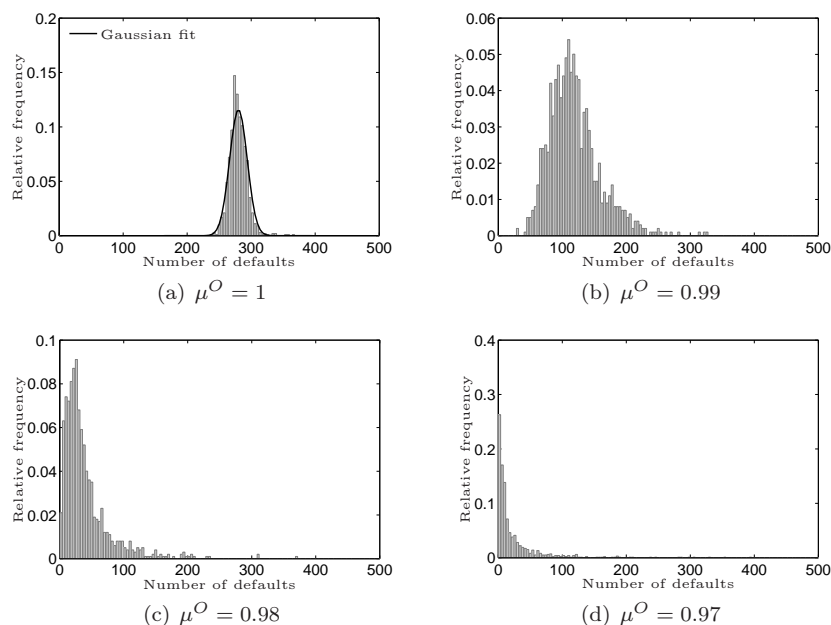 0.2
Gaussian fit
0.15
0.1
0.05
0
Relative frequency
0 100 200 300 400 500
Number of defaults
(a) μ^O = 1
0.06
0.05
0.04
0.03
0.02
0.01
0
Relative frequency
0 100 200 300 400 500
Number of defaults
(b) μ^O = 0.99
0.1
0.08
0.06
0.04
0.02
0
Relative frequency
0 100 200 300 400 500
Number of defaults
(c) μ^O = 0.98
0.4
0.3
0.2
0.1
0
Relative frequency
0 100 200 300 400 500
Number of defaults
(d) μ^O = 0.97